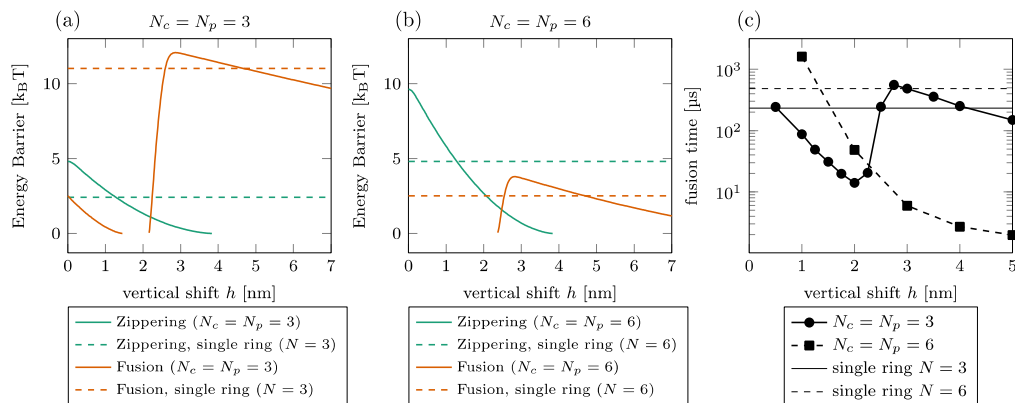 (a)
N_c = N_p = 3
Energy Barrier [k_BT]
10
5
0
0 1 2 3 4 5 6 7
vertical shift h [nm]
Zippering (N_c = N_p = 3)
Zippering, single ring (N = 3)
Fusion (N_c = N_p = 3)
Fusion, single ring (N = 3)
(b)
N_c = N_p = 6
Energy Barrier [k_BT]
10
5
0
0 1 2 3 4 5 6 7
vertical shift h [nm]
Zippering (N_c = N_p = 6)
Zippering, single ring (N = 6)
Fusion (N_c = N_p = 6)
Fusion, single ring (N = 6)
(c)
fusion time [µs]
10^3
10^2
10^1
0 1 2 3 4 5
vertical shift h [nm]
N_c = N_p = 3
N_c = N_p = 6
single ring N = 3
single ring N = 6